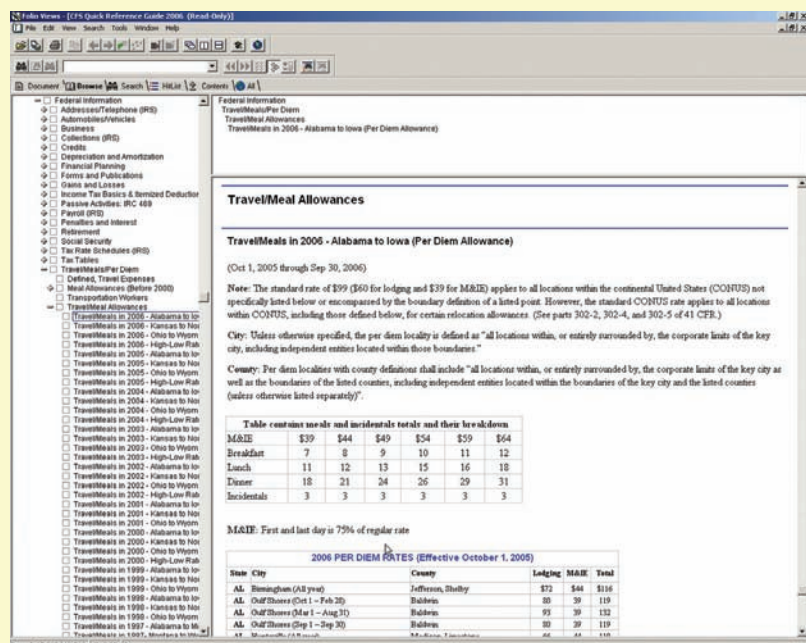 Folio Views - [CFS Quick Reference Guide 2006 (Read-Only)]
File Edit View Search Tools Window Help
Document Browse Search HitList Contents All
Federal Information
Addresses/Telephone (IRS)
Automobiles/Vehicles
Business
Collections (IRS)
Credits
Depreciation and Amortization
Financial Planning
Forms and Publications
Gains and Losses
Income Tax Basics & Itemized Deduction
Passive Activities: IRC 469
Payroll (IRS)
Penalties and Interest
Retirement
Social Security
Tax Rate Schedules (IRS)
Tax Tables
Travel/Meals/Per Diem
Defined, Travel Expenses
Meal Allowances (Before 2000)
Transportation Workers
Travel/Meal Allowances
Travel/Meals in 2006 - Alabama to Io
Travel/Meals in 2006 - Kansas to No
Travel/Meals in 2006 - Ohio to Wyom
Travel/Meals in 2006 - High-Low Rat
Travel/Meals in 2005 - Alabama to Io
Travel/Meals in 2005 - Kansas to No
Travel/Meals in 2005 - Ohio to Wyom
Travel/Meals in 2005 - High-Low Rat
Travel/Meals in 2004 - Alabama to Io
Travel/Meals in 2004 - Kansas to No
Travel/Meals in 2004 - Ohio to Wyom
Travel/Meals in 2004 - High-Low Rat
Travel/Meals in 2003 - Alabama to Io
Travel/Meals in 2003 - Kansas to No
Travel/Meals in 2003 - Ohio to Wyom
Travel/Meals in 2003 - High-Low Rat
Travel/Meals in 2002 - Alabama to Io
Travel/Meals in 2002 - Kansas to No
Travel/Meals in 2002 - Ohio to Wyom
Travel/Meals in 2002 - High-Low Rat
Travel/Meals in 2001 - Alabama to Io
Travel/Meals in 2001 - Kansas to No
Travel/Meals in 2001 - Ohio to Wyom
Travel/Meals in 2000 - Alabama to Io
Travel/Meals in 2000 - Kansas to No
Travel/Meals in 2000 - Ohio to Wyom
Travel/Meals in 2000 - High-Low Rat
Travel/Meals in 1999 - Alabama to Io
Travel/Meals in 1999 - Kansas to No
Travel/Meals in 1999 - Ohio to Wyom
Travel/Meals in 1998 - Alabama to Io
Travel/Meals in 1998 - Kansas to No
Travel/Meals in 1998 - Ohio to Wyom
Travel/Meals in 1997 - Alabama to Mi
Travel/Meals in 1997 - Montana to W
Federal Information
Travel/Meals/Per Diem
Travel/Meal Allowances
Travel/Meals in 2006 - Alabama to Iowa (Per Diem Allowance)
Travel/Meal Allowances
Travel/Meals in 2006 - Alabama to Iowa (Per Diem Allowance)
(Oct 1, 2005 through Sep 30, 2006)
Note: The standard rate of $99 ($60 for lodging and $39 for M&IE) applies to all locations within the continental United States (CONUS) not
specifically listed below or encompassed by the boundary definition of a listed point. However, the standard CONUS rate applies to all locations
within CONUS, including those defined below, for certain relocation allowances. (See parts 302-2, 302-4, and 302-5 of 41 CFR.)
City: Unless otherwise specified, the per diem locality is defined as "all locations within, or entirely surrounded by, the corporate limits of the key
city, including independent entities located within those boundaries."
County: Per diem localities with county definitions shall include "all locations within, or entirely surrounded by, the corporate limits of the key city as
well as the boundaries of the listed counties, including independent entities located within the boundaries of the key city and the listed counties
(unless otherwise listed separately)".
Table contains meals and incidentals totals and their breakdown
M&IE $39 $44 $49 $54 $59 $64
Breakfast 7 8 9 10 11 12
Lunch 11 12 13 15 16 18
Dinner 18 21 24 26 29 31
Incidentals 3 3 3 3 3 3
M&IE: First and last day is 75% of regular rate
2006 PER DIEM RATES (Effective October 1, 2005)
State City County Lodging M&IE Total
AL Birmingham (All year) Jefferson, Shelby $72 $44 $116
AL Gulf Shores (Oct 1 – Feb 28) Baldwin 80 39 119
AL Gulf Shores (Mar 1 – Aug 31) Baldwin 93 39 132
AL Gulf Shores (Sep 1 – Sep 30) Baldwin 80 39 119